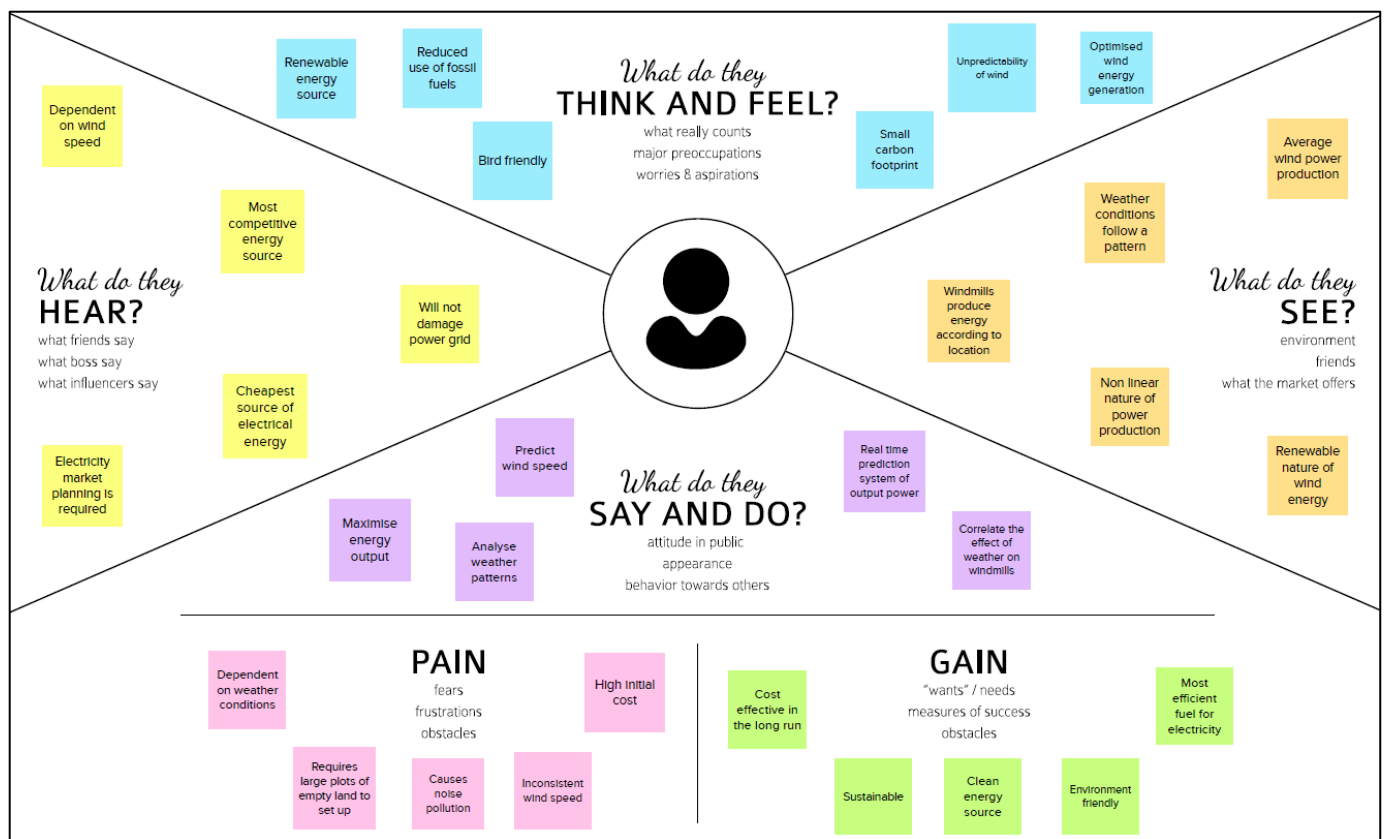 What do they
THINK AND FEEL?
what really counts
major preoccupations
worries & aspirations
Renewable
energy
source
Reduced
use of fossil
fuels
Bird friendly
Unpredictability
of wind
Optimised
wind
energy
generation
Small
carbon
footprint
What do they
HEAR?
what friends say
what boss say
what influencers say
Dependent
on wind
speed
Most
competitive
energy
source
Will not
damage
power grid
Cheapest
source of
electrical
energy
Electricity
market
planning is
required
What do they
SEE?
environment
friends
what the market offers
Average
wind power
production
Weather
conditions
follow a
pattern
Windmills
produce
energy
according to
location
Non linear
nature of
power
production
Renewable
nature of
wind
energy
What do they
SAY AND DO?
attitude in public
appearance
behavior towards others
Predict
wind speed
Maximise
energy
output
Analyse
weather
patterns
Real time
prediction
system of
output power
Correlate the
effect of
weather on
windmills
PAIN
fears
frustrations
obstacles
Dependent
on weather
conditions
High initial
cost
Requires
large plots of
empty land to
set up
Causes
noise
pollution
Inconsistent
wind speed
GAIN
"wants" / needs
measures of success
obstacles
Cost
effective in
the long run
Most
efficient
fuel for
electricity
Sustainable
Clean
energy
source
Environment
friendly